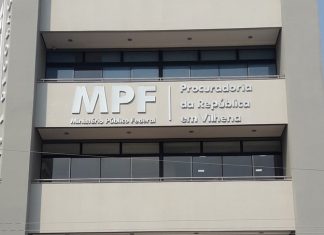 MPF
Ministério Público Federal
Procuradoria
da República
em Vilhena